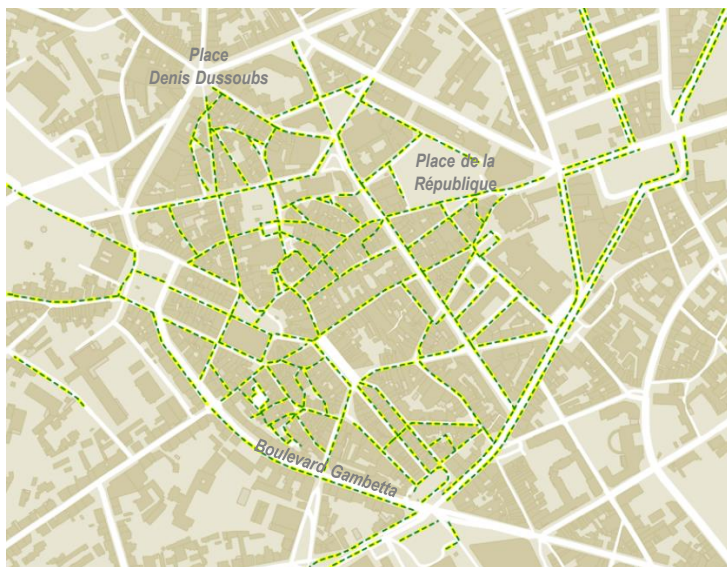 Place
Denis Dussoubs
Place de la
République
Boulevard Gambetta